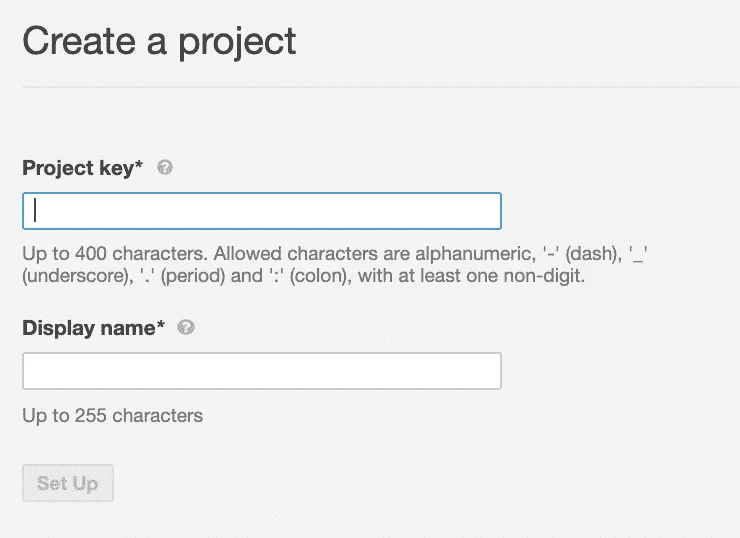 Create a project
Project key*
Up to 400 characters. Allowed characters are alphanumeric, '-' (dash), '_'
(underscore), '.' (period) and ':' (colon), with at least one non-digit.
Display name*
Up to 255 characters
Set Up